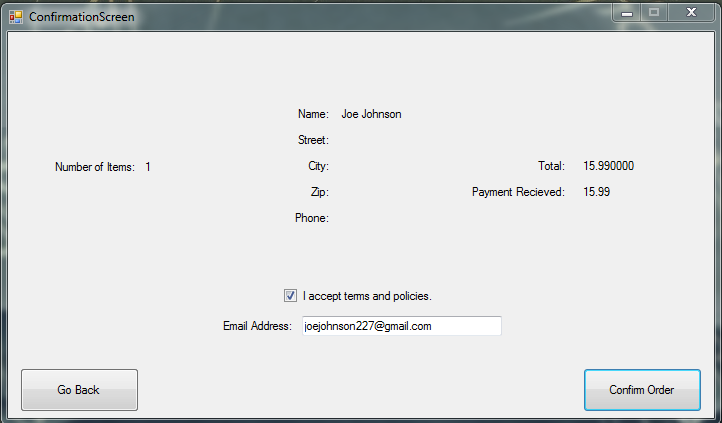 ConfirmationScreen
Name: Joe Johnson
Street:
Number of Items: 1
City:
Total: 15.990000
Zip:
Payment Recieved: 15.99
Phone:
I accept terms and policies.
Email Address: joejohnson227@gmail.com
Go Back
Confirm Order